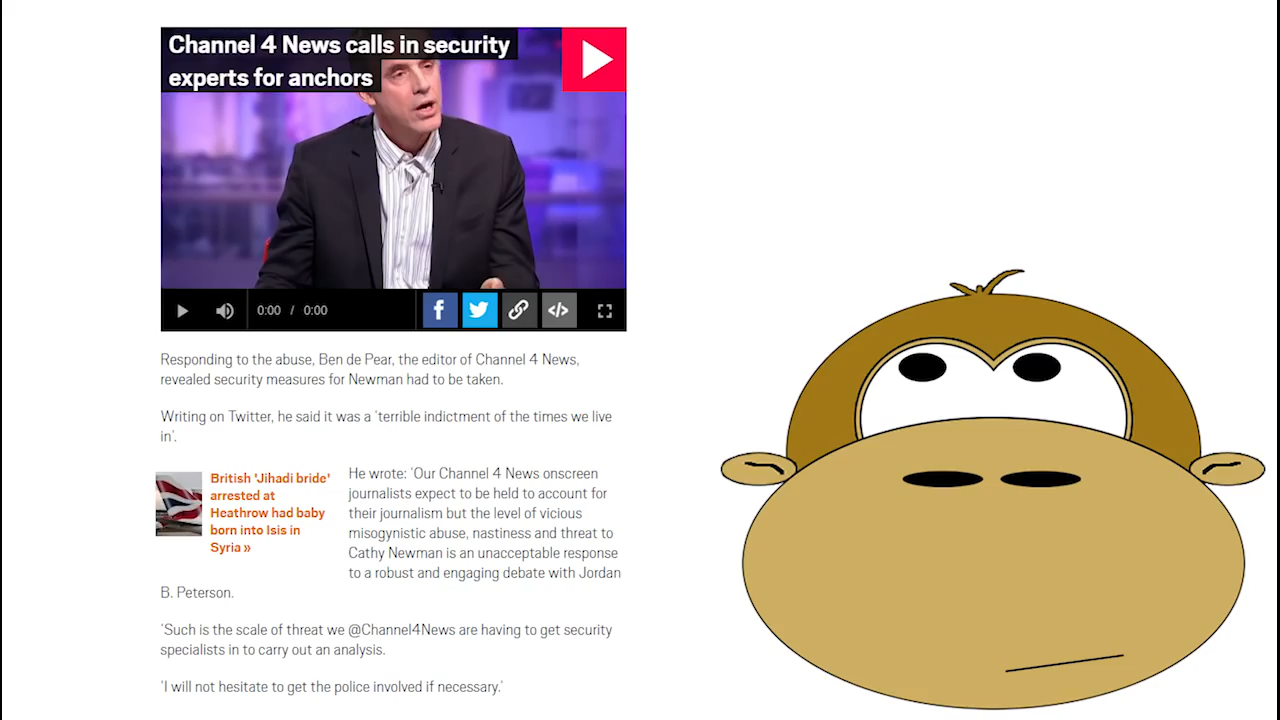 Channel 4 News calls in security
experts for anchors
0:00 / 0:00
Responding to the abuse, Ben de Pear, the editor of Channel 4 News,
revealed security measures for Newman had to be taken.
Writing on Twitter, he said it was a ‘terrible indictment of the times we live
in’.
British 'Jihadi bride'
arrested at
Heathrow had baby
born into Isis in
Syria »
He wrote: ‘Our Channel 4 News onscreen
journalists expect to be held to account for
their journalism but the level of vicious
misogynistic abuse, nastiness and threat to
Cathy Newman is an unacceptable response
to a robust and engaging debate with Jordan
B. Peterson.
‘Such is the scale of threat we @Channel4News are having to get security
specialists in to carry out an analysis.
‘I will not hesitate to get the police involved if necessary.’